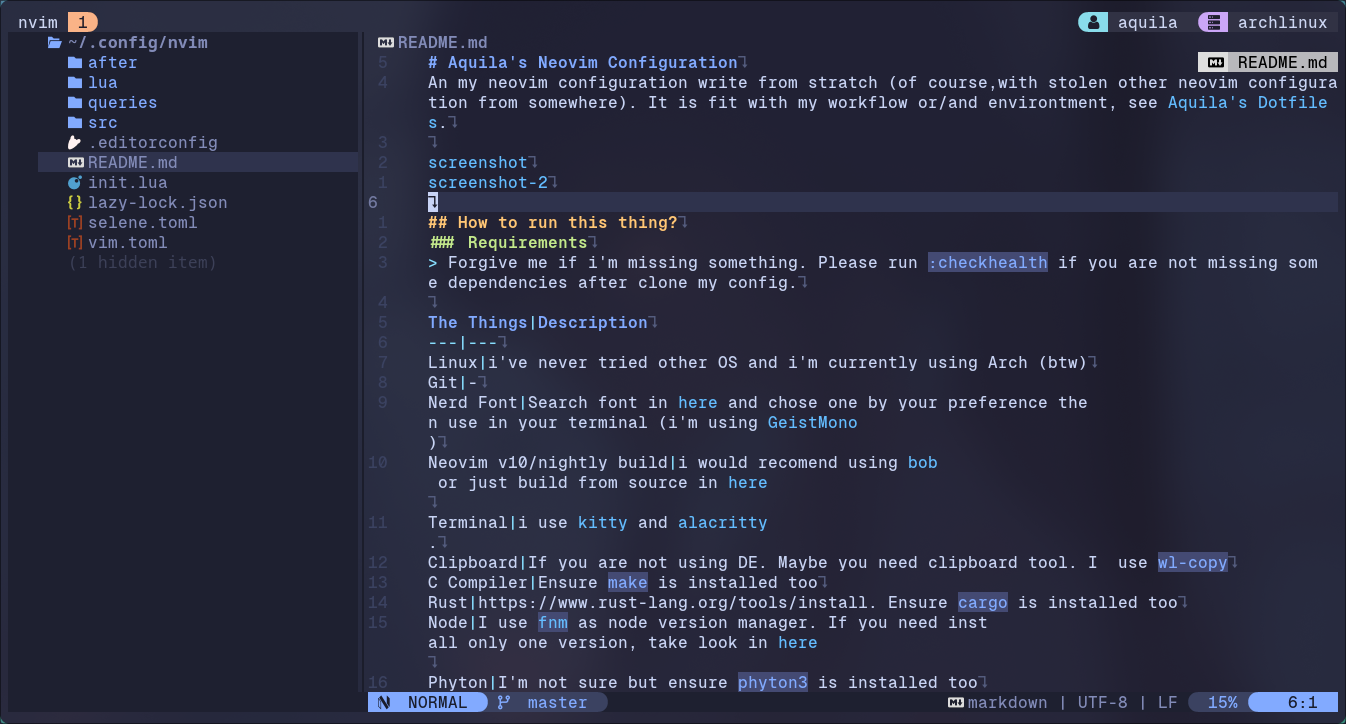 nvim 1 aquila archlinux
~/.config/nvim
after
lua
queries
src
.editorconfig
README.md
init.lua
lazy-lock.json
selene.toml
vim.toml
(1 hidden item)
README.md
README.md
5 # Aquila's Neovim Configuration
4 An my neovim configuration write from stratch (of course,with stolen other neovim configura
tion from somewhere). It is fit with my workflow or/and environtment, see Aquila's Dotfile
s.
3
2 screenshot
1 screenshot-2
6
1 ## How to run this thing?
2 ### Requirements
3 > Forgive me if i'm missing something. Please run :checkhealth if you are not missing som
e dependencies after clone my config.
4
5 The Things|Description
6 ---|---
7 Linux|i've never tried other OS and i'm currently using Arch (btw)
8 Git|-
9 Nerd Font|Search font in here and chose one by your preference the
n use in your terminal (i'm using GeistMono
)
10 Neovim v10/nightly build|i would recomend using bob
or just build from source in here
11 Terminal|i use kitty and alacritty
.
12 Clipboard|If you are not using DE. Maybe you need clipboard tool. I  use wl-copy
13 C Compiler|Ensure make is installed too
14 Rust|https://www.rust-lang.org/tools/install. Ensure cargo is installed too
15 Node|I use fnm as node version manager. If you need inst
all only one version, take look in here
16 Phyton|I'm not sure but ensure phyton3 is installed too
NORMAL master markdown | UTF-8 | LF 15% 6:1